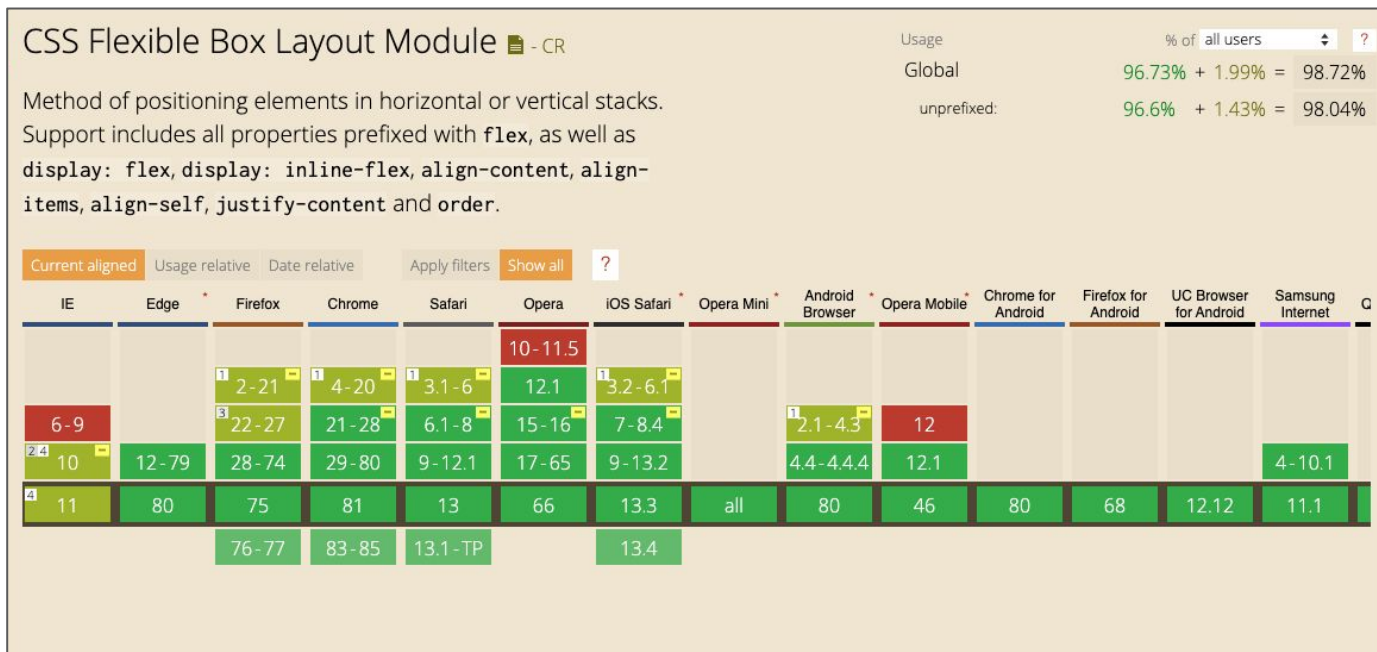 CSS Flexible Box Layout Module - CR
Usage % of all users ?
Global 96.73% + 1.99% = 98.72%
unprefixed: 96.6% + 1.43% = 98.04%
Method of positioning elements in horizontal or vertical stacks.
Support includes all properties prefixed with flex, as well as
display: flex, display: inline-flex, align-content, align-
items, align-self, justify-content and order.
Current aligned Usage relative Date relative Apply filters Show all ?
IE Edge * Firefox Chrome Safari Opera iOS Safari * Opera Mini * Android Browser * Opera Mobile * Chrome for Android Firefox for Android UC Browser for Android Samsung Internet Q
10-11.5
1 2-21 1 4-20 1 3.1-6 12.1 1 3.2-6.1
6-9 3 22-27 21-28 6.1-8 15-16 7-8.4 1 2.1-4.3 12
2 4 10 12-79 28-74 29-80 9-12.1 17-65 9-13.2 4.4-4.4.4 12.1 4-10.1
4 11 80 75 81 13 66 13.3 all 80 46 80 68 12.12 11.1
76-77 83-85 13.1-TP 13.4